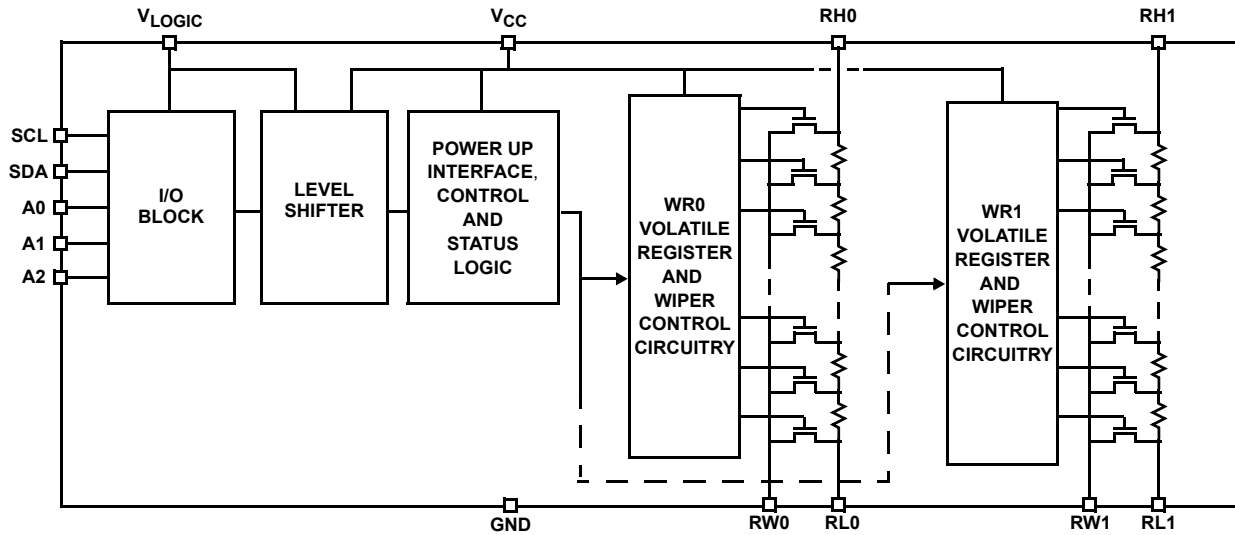 VLOGIC
VCC
RH0
RH1
SCL
SDA
A0
A1
A2
I/O
BLOCK
LEVEL
SHIFTER
POWER UP
INTERFACE,
CONTROL
AND
STATUS
LOGIC
WR0
VOLATILE
REGISTER
AND
WIPER
CONTROL
CIRCUITRY
WR1
VOLATILE
REGISTER
AND
WIPER
CONTROL
CIRCUITRY
GND
RW0
RL0
RW1
RL1